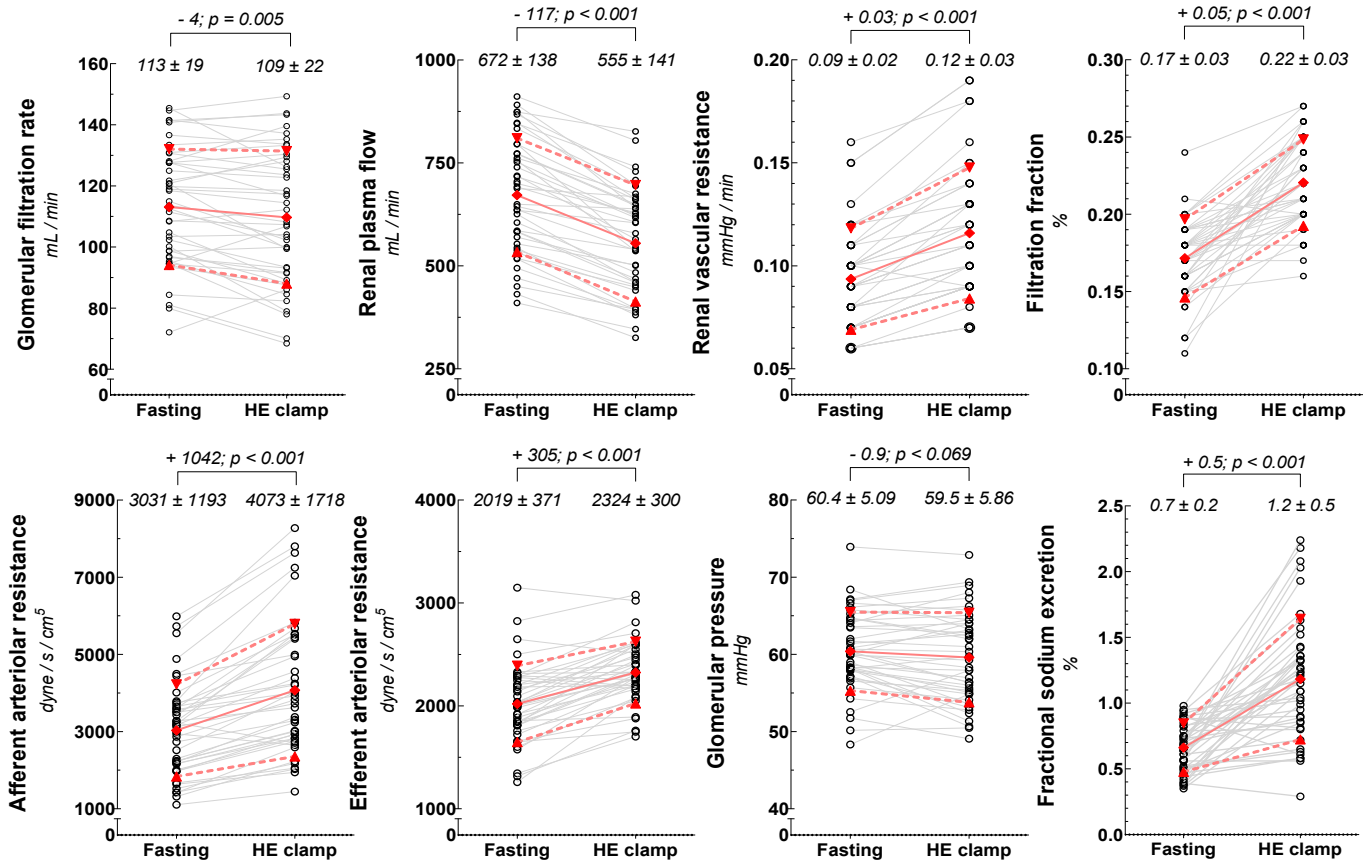 - 4; p = 0.005
113 ± 19 109 ± 22
Glomerular filtration rate
mL / min
160
140
120
100
80
60
0
Fasting HE clamp
- 117; p < 0.001
672 ± 138 555 ± 141
Renal plasma flow
mL / min
1000
750
500
250
0
Fasting HE clamp
+ 0.03; p < 0.001
0.09 ± 0.02 0.12 ± 0.03
Renal vascular resistance
mmHg / min
0.20
0.15
0.10
0.05
0
Fasting HE clamp
+ 0.05; p < 0.001
0.17 ± 0.03 0.22 ± 0.03
Filtration fraction
%
0.30
0.25
0.20
0.15
0.10
0
Fasting HE clamp
+ 1042; p < 0.001
3031 ± 1193 4073 ± 1718
Afferent arteriolar resistance
dyne / s / cm⁵
9000
7000
5000
3000
1000
0
Fasting HE clamp
+ 305; p < 0.001
2019 ± 371 2324 ± 300
Efferent arteriolar resistance
dyne / s / cm⁵
4000
3000
2000
1000
0
Fasting HE clamp
- 0.9; p < 0.069
60.4 ± 5.09 59.5 ± 5.86
Glomerular pressure
mmHg
80
70
60
50
40
0
Fasting HE clamp
+ 0.5; p < 0.001
0.7 ± 0.2 1.2 ± 0.5
Fractional sodium excretion
%
2.5
2.0
1.5
1.0
0.5
0.0
Fasting HE clamp